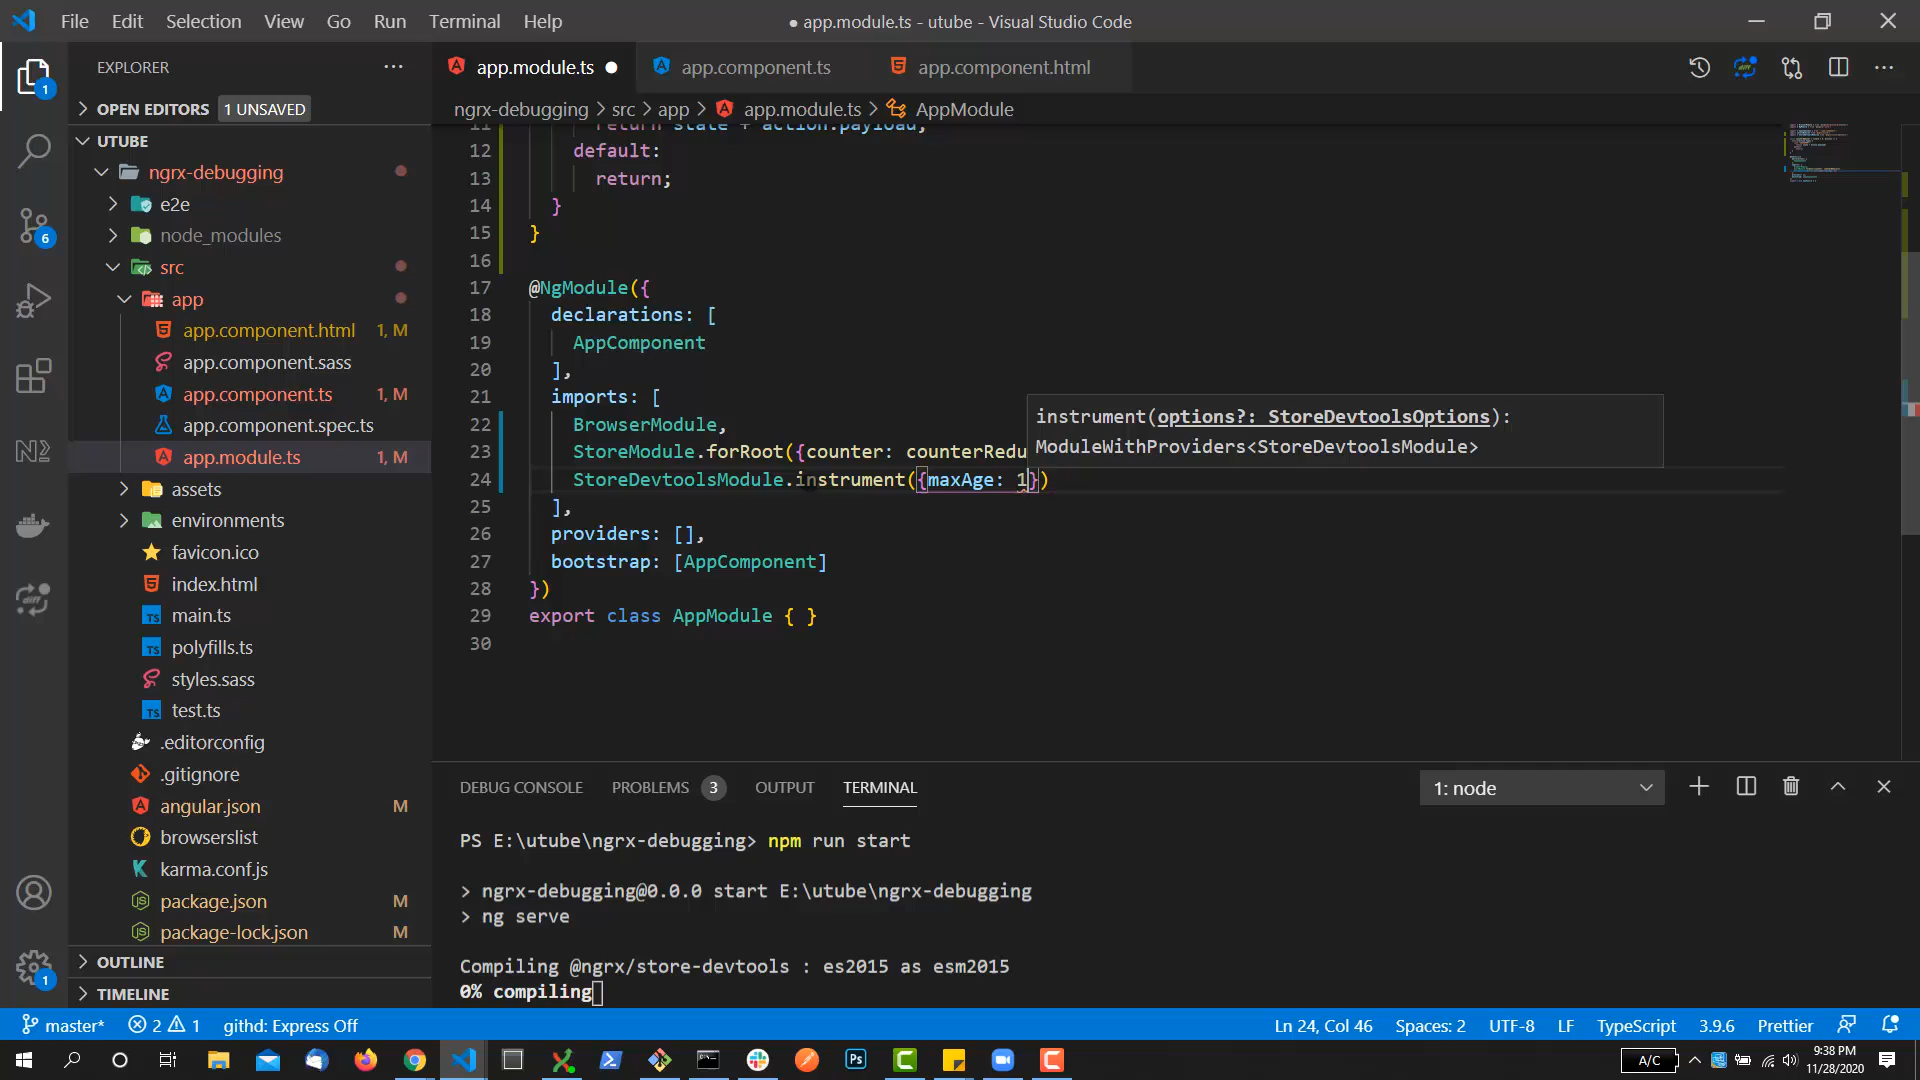 File Edit Selection View Go Run Terminal Help
● app.module.ts - utube - Visual Studio Code
EXPLORER
OPEN EDITORS 1 UNSAVED
UTUBE
ngrx-debugging
e2e
node_modules
src
app
app.component.html 1, M
app.component.sass
app.component.ts 1, M
app.component.spec.ts
app.module.ts 1, M
assets
environments
favicon.ico
index.html
main.ts
polyfills.ts
styles.sass
test.ts
.editorconfig
.gitignore
angular.json M
browserslist
karma.conf.js
package.json M
package-lock.json M
OUTLINE
TIMELINE
1
6
1
app.module.ts ● app.component.ts app.component.html
ngrx-debugging > src > app > app.module.ts > AppModule
11 return state + action.payload;
12 default:
13 return;
14 }
15 }
16
17 @NgModule({
18 declarations: [
19 AppComponent
20 ],
21 imports: [
22 BrowserModule,
23 StoreModule.forRoot({counter: counterRedu
24 StoreDevtoolsModule.instrument({maxAge: 1})
25 ],
26 providers: [],
27 bootstrap: [AppComponent]
28 })
29 export class AppModule { }
30
instrument(options?: StoreDevtoolsOptions):
ModuleWithProviders<StoreDevtoolsModule>
DEBUG CONSOLE PROBLEMS 3 OUTPUT TERMINAL
1: node
PS E:\utube\ngrx-debugging> npm run start
> ngrx-debugging@0.0.0 start E:\utube\ngrx-debugging
> ng serve
Compiling @ngrx/store-devtools : es2015 as esm2015
0% compiling
master* 2 1 githd: Express Off
Ln 24, Col 46 Spaces: 2 UTF-8 LF TypeScript 3.9.6 Prettier
A/C
9:38 PM
11/28/2020